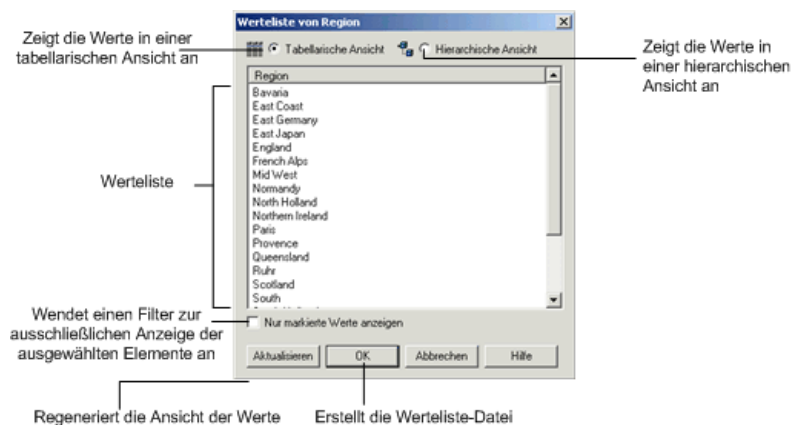 Werteliste von Region
Zeigt die Werte in einer
tabellarischen Ansicht an
Tabellarische Ansicht
Hierarchische Ansicht
Zeigt die Werte in
einer hierarchischen
Ansicht an
Region
Bavaria
East Coast
East Germany
East Japan
England
French Alps
Mid West
Normandy
North Holland
Northern Ireland
Paris
Provence
Queensland
Ruhr
Scotland
South
Werteliste
Wendet einen Filter zur
ausschließlichen Anzeige der
ausgewählten Elemente an
Nur markierte Werte anzeigen
Aktualisieren
OK
Abbrechen
Hilfe
Regeneriert die Ansicht der Werte
Erstellt die Werteliste-Datei